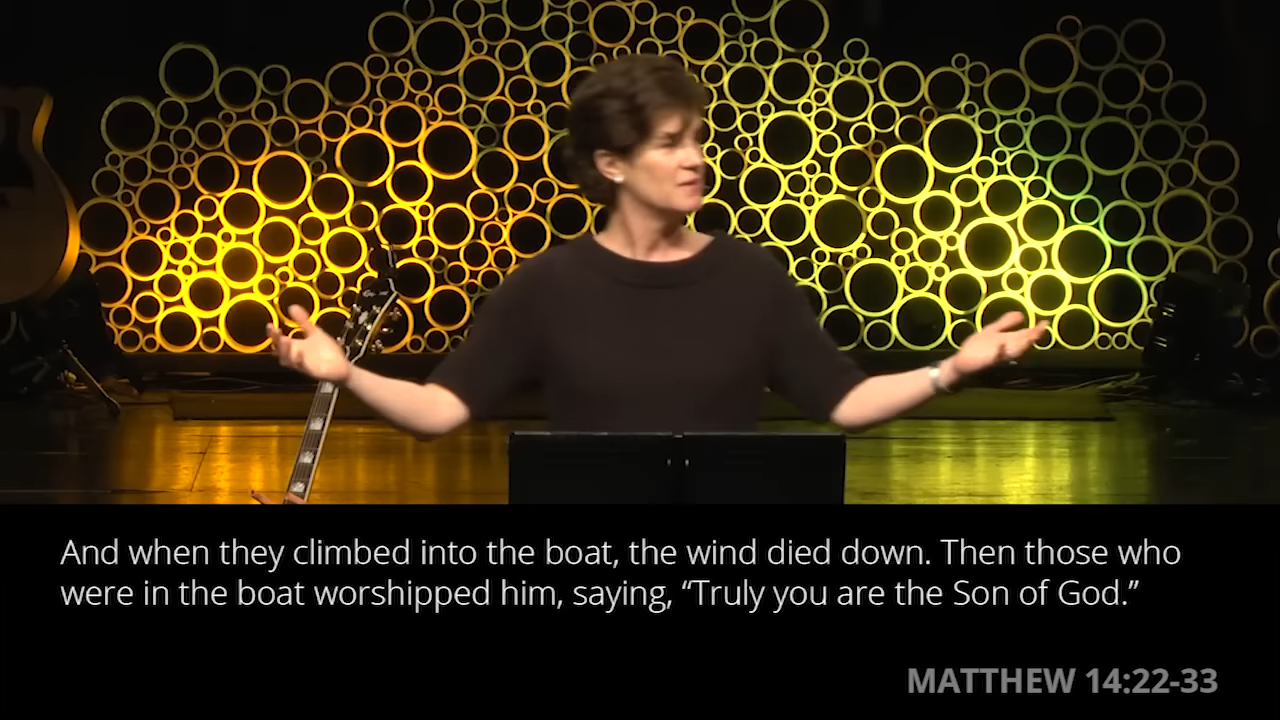 And when they climbed into the boat, the wind died down. Then those who
were in the boat worshipped him, saying, “Truly you are the Son of God.”
MATTHEW 14:22-33